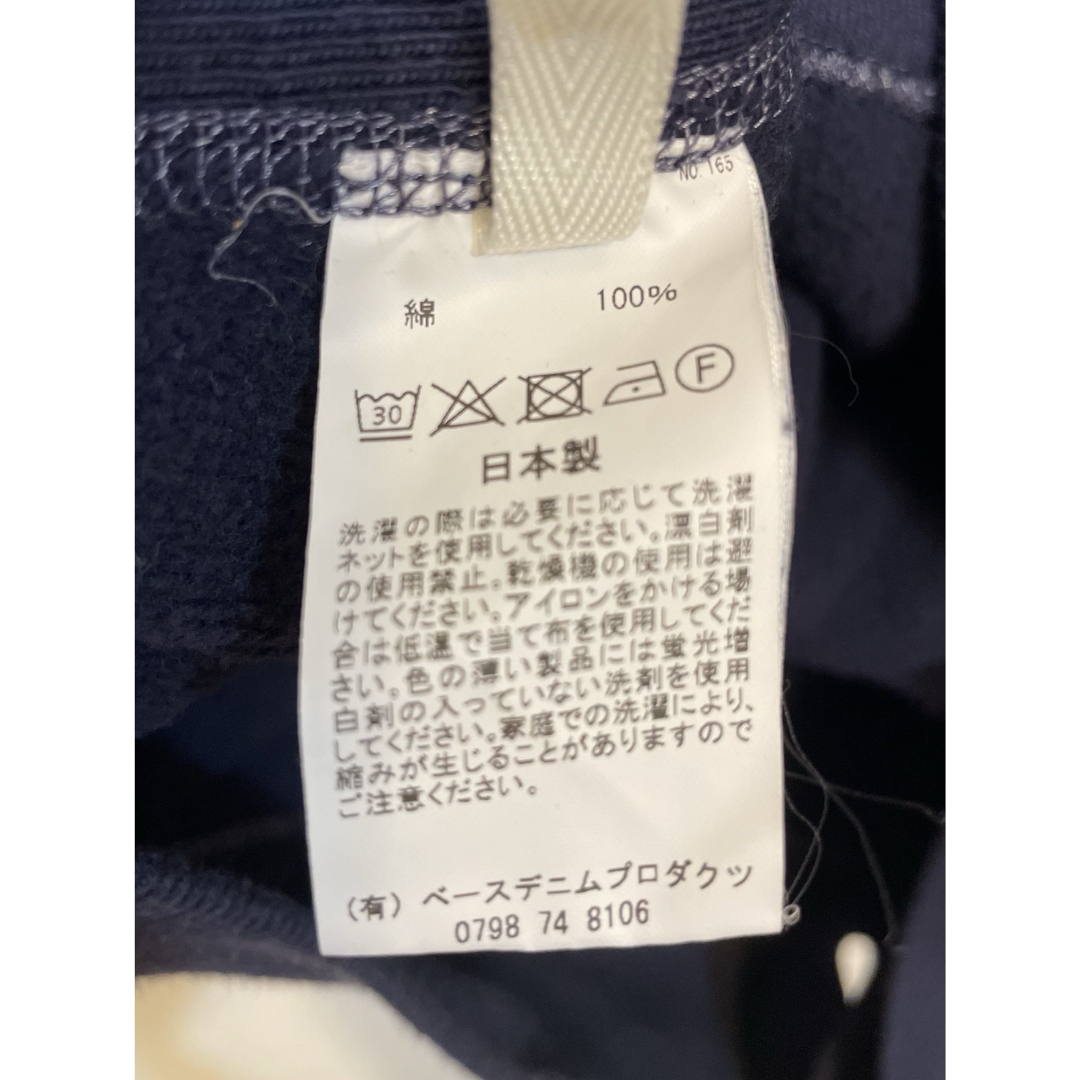 NO.165
綿 100%
30 F
日本製
洗濯の際は必要に応じて洗濯
ネットを使用してください。漂白剤
の使用禁止。乾燥機の使用は避
けてください。アイロンをかける場
合は低温で当て布を使用してくだ
さい。色の薄い製品には蛍光増
白剤の入っていない洗剤を使用
してください。家庭での洗濯により、
縮みが生じることがありますので
ご注意ください。
(有)ベースデニムプロダクツ
0798 74 8106